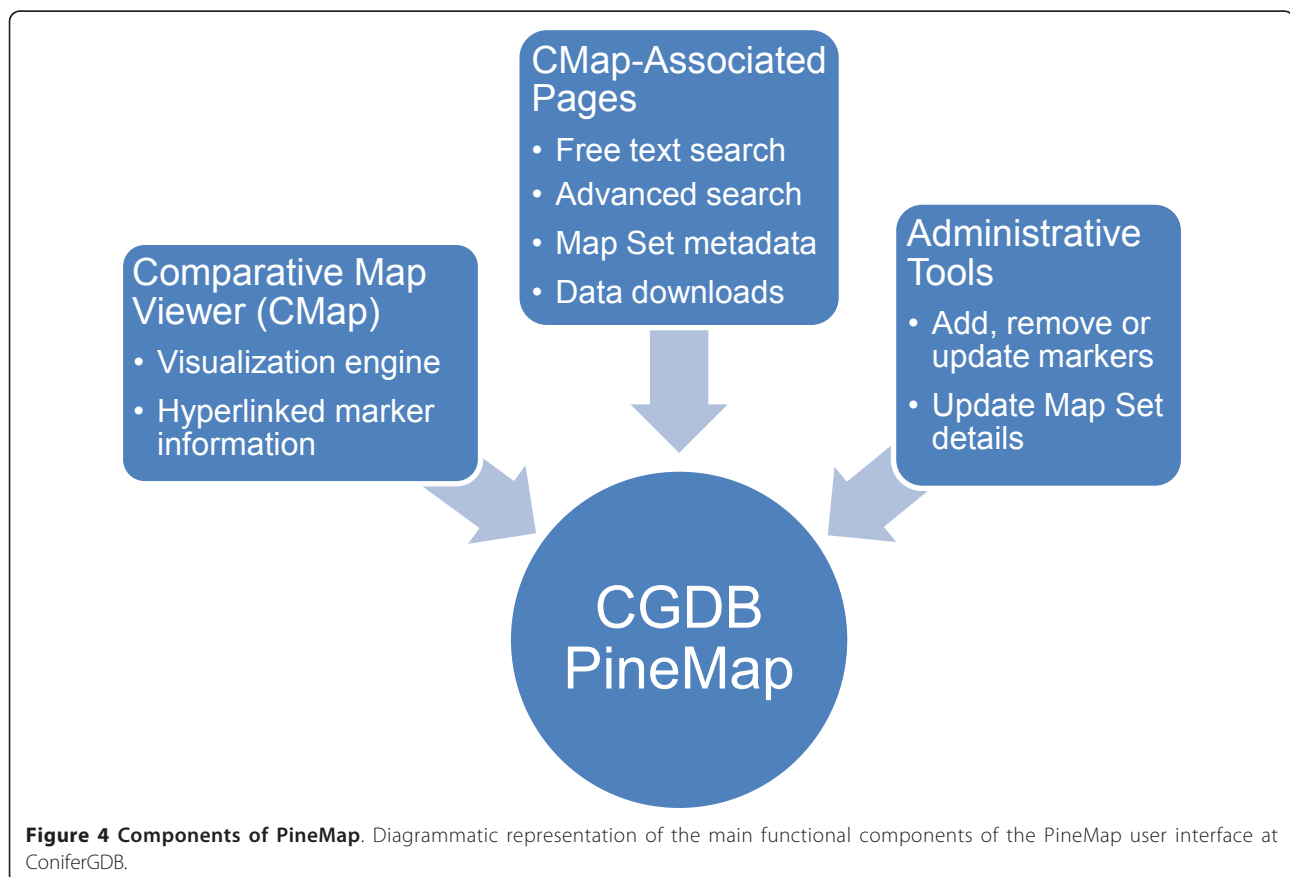 CMap-Associated
Pages
• Free text search
• Advanced search
• Map Set metadata
• Data downloads
Comparative Map
Viewer (CMap)
• Visualization engine
• Hyperlinked marker
information
Administrative
Tools
• Add, remove or
update markers
• Update Map Set
details
CGDB
PineMap
Figure 4 Components of PineMap. Diagrammatic representation of the main functional components of the PineMap user interface at
ConiferGDB.